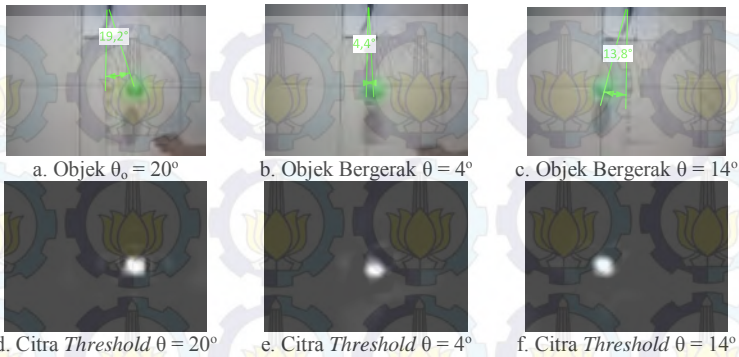 19,2°
4,4°
13,8°
a. Objek θₒ = 20º
b. Objek Bergerak θ = 4º
c. Objek Bergerak θ = 14º
d. Citra Threshold θ = 20º
e. Citra Threshold θ = 4º
f. Citra Threshold θ = 14º